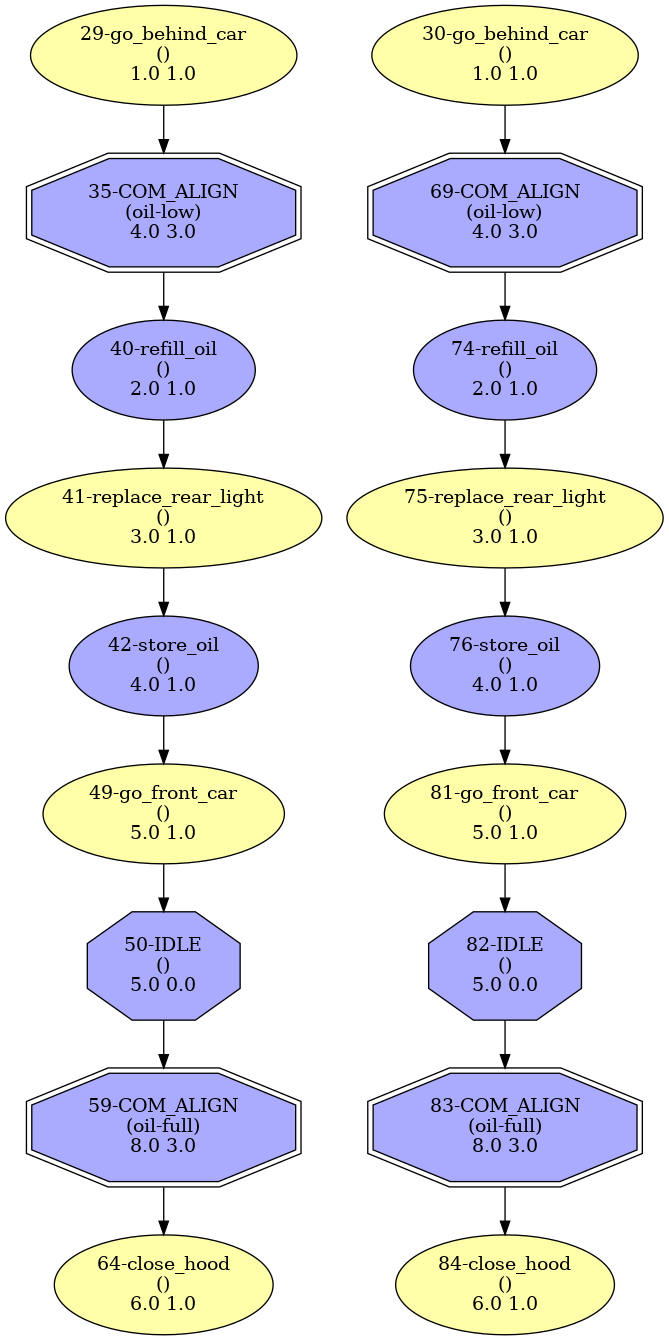 29-go_behind_car
()
1.0 1.0
35-COM_ALIGN
(oil-low)
4.0 3.0
40-refill_oil
()
2.0 1.0
41-replace_rear_light
()
3.0 1.0
42-store_oil
()
4.0 1.0
49-go_front_car
()
5.0 1.0
50-IDLE
()
5.0 0.0
59-COM_ALIGN
(oil-full)
8.0 3.0
64-close_hood
()
6.0 1.0
30-go_behind_car
()
1.0 1.0
69-COM_ALIGN
(oil-low)
4.0 3.0
74-refill_oil
()
2.0 1.0
75-replace_rear_light
()
3.0 1.0
76-store_oil
()
4.0 1.0
81-go_front_car
()
5.0 1.0
82-IDLE
()
5.0 0.0
83-COM_ALIGN
(oil-full)
8.0 3.0
84-close_hood
()
6.0 1.0